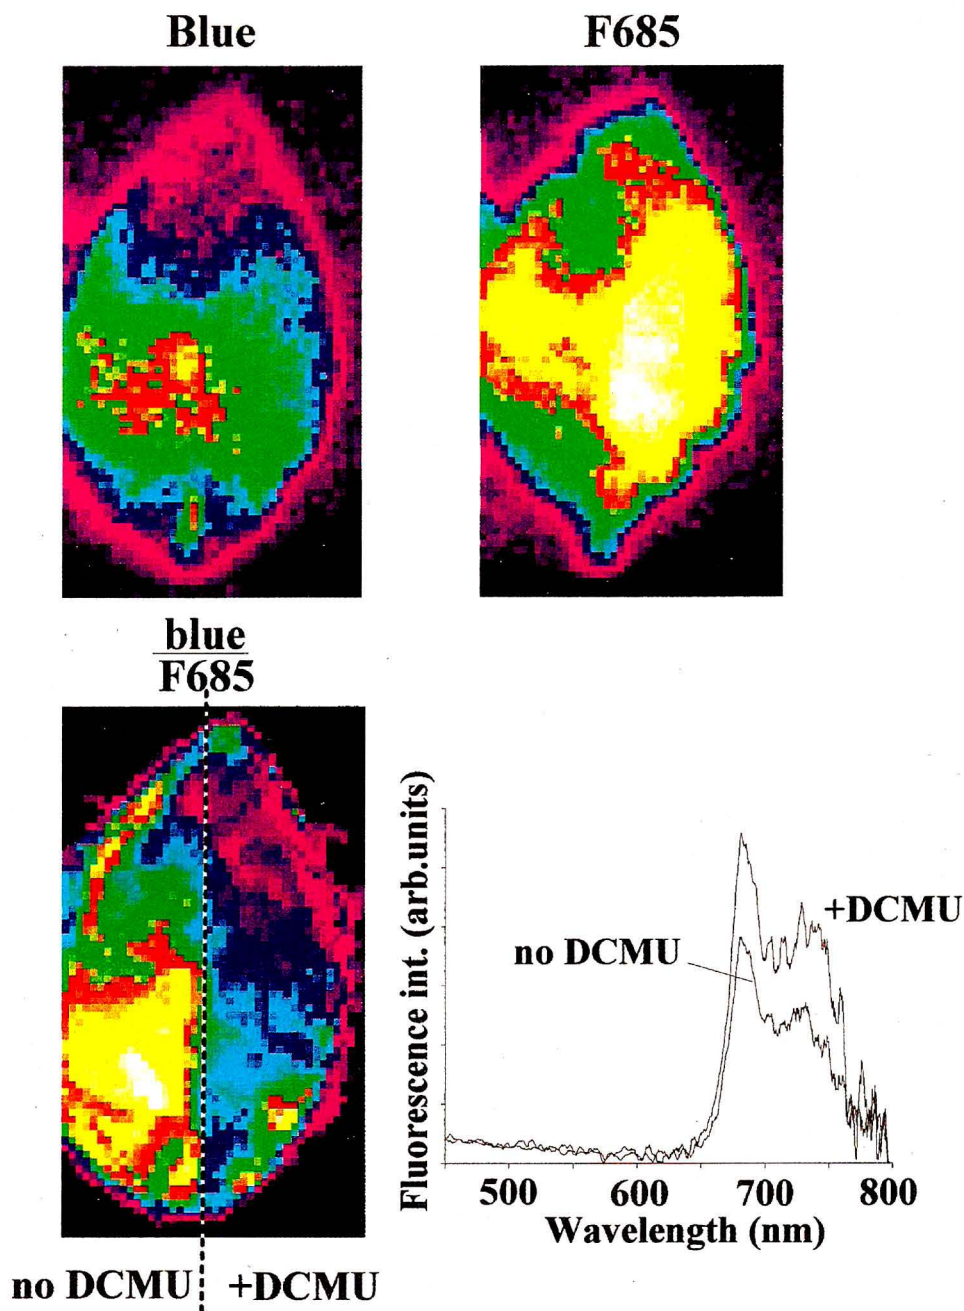 Blue
F685
blue
F685
no DCMU
+DCMU
Fluorescence int. (arb.units)
+DCMU
no DCMU
500
600
700
800
Wavelength (nm)